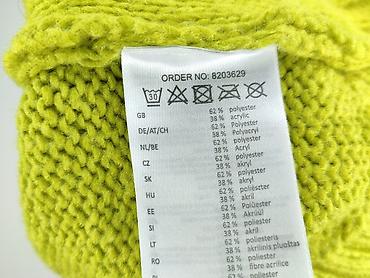 ORDER NO: 8203629
30
GB 62 % polyester
38 % acrylic
DE/AT/CH 62 % Polyester
38 % Polyacryl
NL/BE 62 % Polyester
38 % Acryl
CZ 62 % polyester
38 % akryl
SK 62 % polyester
38 % akryl
HU 62 % poliészter
38 % akril
EE 62 % Polüester
38 % Akrüül
SI 62 % Poliester
38 % akril
LT 62 % poliesteris
38 % akrilinis pluoštas
RO 62 % poliester
38 % fibre acrilice
62 % poliester